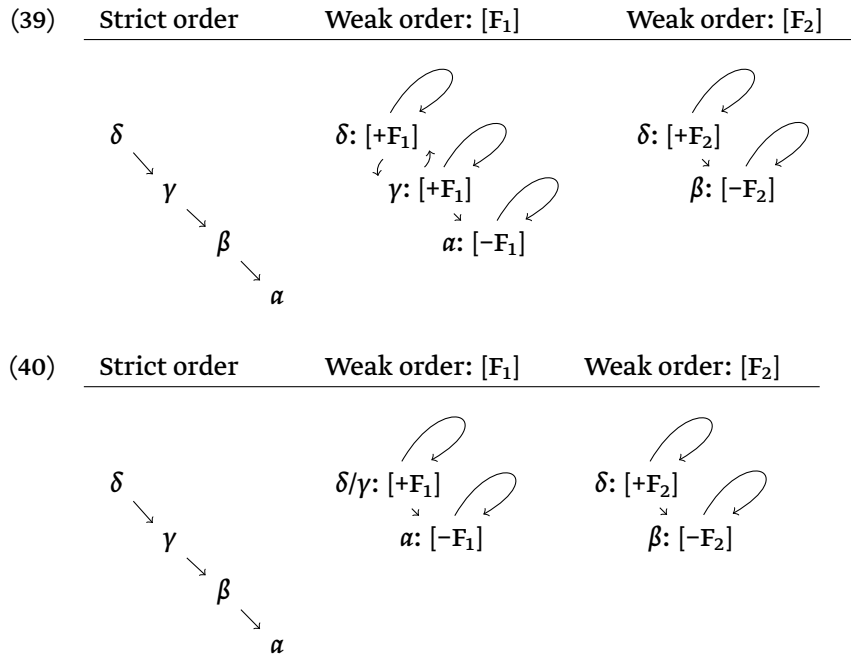 (39) Strict order Weak order: [F₁] Weak order: [F₂]
δ δ: [+F₁] δ: [+F₂]
γ γ: [+F₁] β: [−F₂]
β α: [−F₁]
α
(40) Strict order Weak order: [F₁] Weak order: [F₂]
δ δ/γ: [+F₁] δ: [+F₂]
γ α: [−F₁] β: [−F₂]
β
α